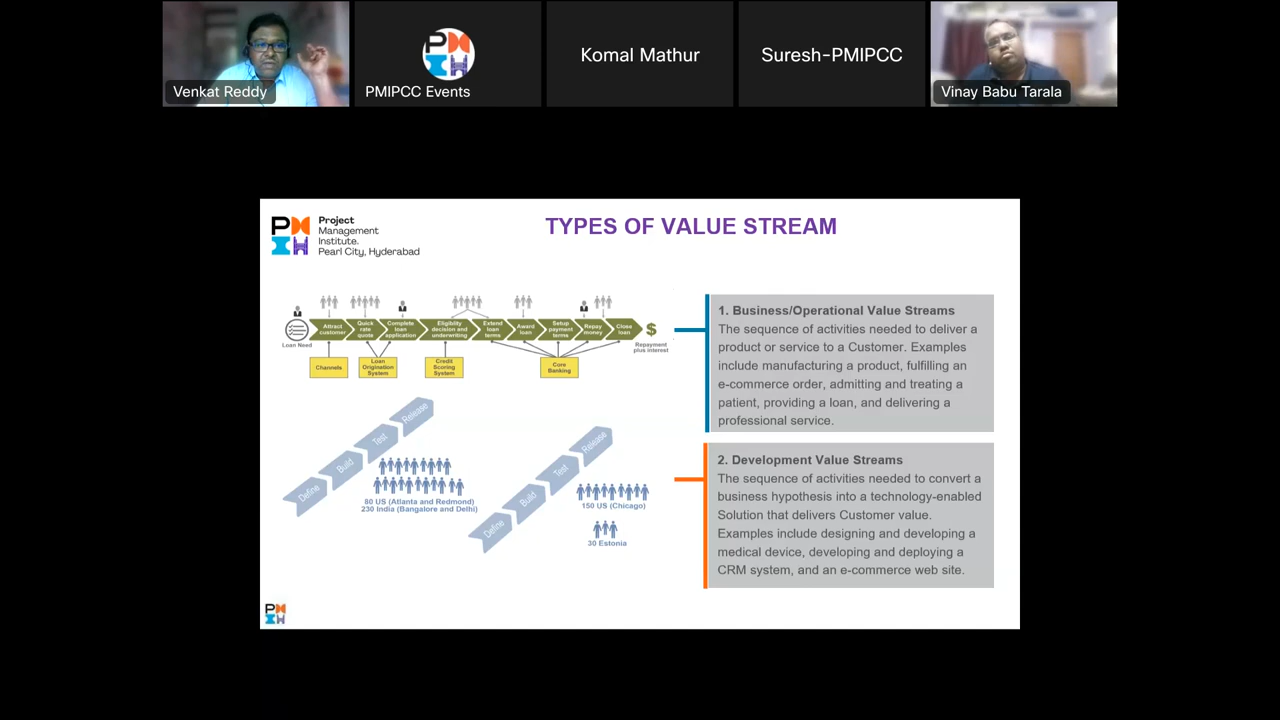 Venkat Reddy
PMIPCC Events
Komal Mathur
Suresh-PMIPCC
Vinay Babu Tarala
Project
Management
Institute.
Pearl City, Hyderabad
TYPES OF VALUE STREAM
Loan Need
Attract
customer
Quick
rate
quote
Complete
loan
application
Eligiblity
decision and
underwriting
Extend
loan
terms
Award
loan
Setup
payment
terms
Repay
money
Close
loan
$
Repayment
plus interest
Channels
Loan
Origination
System
Credit
Scoring
System
Core
Banking
Define
Build
Test
Release
80 US (Atlanta and Redmond)
230 India (Bangalore and Delhi)
Define
Build
Test
Release
150 US (Chicago)
30 Estonia
1. Business/Operational Value Streams
The sequence of activities needed to deliver a
product or service to a Customer. Examples
include manufacturing a product, fulfilling an
e-commerce order, admitting and treating a
patient, providing a loan, and delivering a
professional service.
2. Development Value Streams
The sequence of activities needed to convert a
business hypothesis into a technology-enabled
Solution that delivers Customer value.
Examples include designing and developing a
medical device, developing and deploying a
CRM system, and an e-commerce web site.